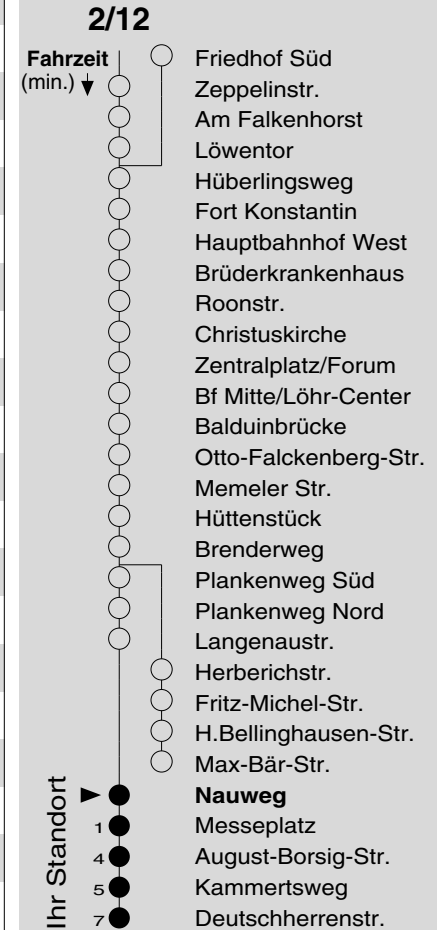 2/12
Fahrzeit
(min.)
Friedhof Süd
Zeppelinstr.
Am Falkenhorst
Löwentor
Hüberlingsweg
Fort Konstantin
Hauptbahnhof West
Brüderkrankenhaus
Roonstr.
Christuskirche
Zentralplatz/Forum
Bf Mitte/Löhr-Center
Balduinbrücke
Otto-Falckenberg-Str.
Memeler Str.
Hüttenstück
Brenderweg
Plankenweg Süd
Plankenweg Nord
Langenaustr.
Herberichstr.
Fritz-Michel-Str.
H.Bellinghausen-Str.
Max-Bär-Str.
Ihr Standort
Nauweg
1 Messeplatz
4 August-Borsig-Str.
5 Kammertsweg
7 Deutschherrenstr.